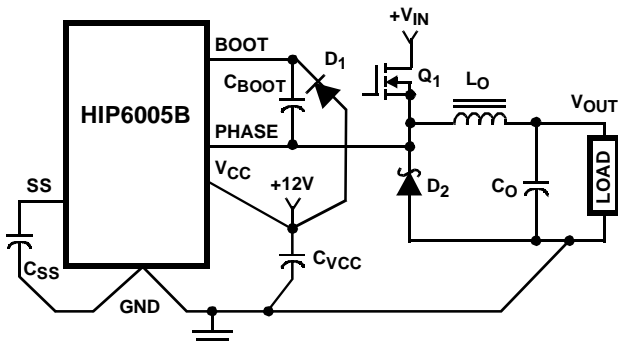 +VIN
BOOT
D1
Q1
CBOOT
LO
HIP6005B
VOUT
PHASE
VCC
SS
+12V
D2
CO
LOAD
CSS
CVCC
GND